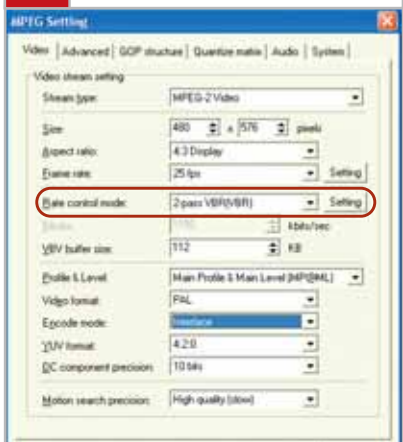 MPEG Setting
Video Advanced GOP structure Quantize matrix Audio System
Video stream setting
Stream type: MPEG-2 Video
Size: 480 x 576 pixels
Aspect ratio: 4:3 Display
Frame rate: 25 fps Setting
Rate control mode: 2-pass VBR(VBR) Setting
kbits/sec
VBV buffer size: 112 KB
Profile & Level: Main Profile & Main Level (MP@ML)
Video format: PAL
Encode mode: Interlace
YUV format: 4:2:0
DC component precision: 10 bits
Motion search precision: High quality (slow)